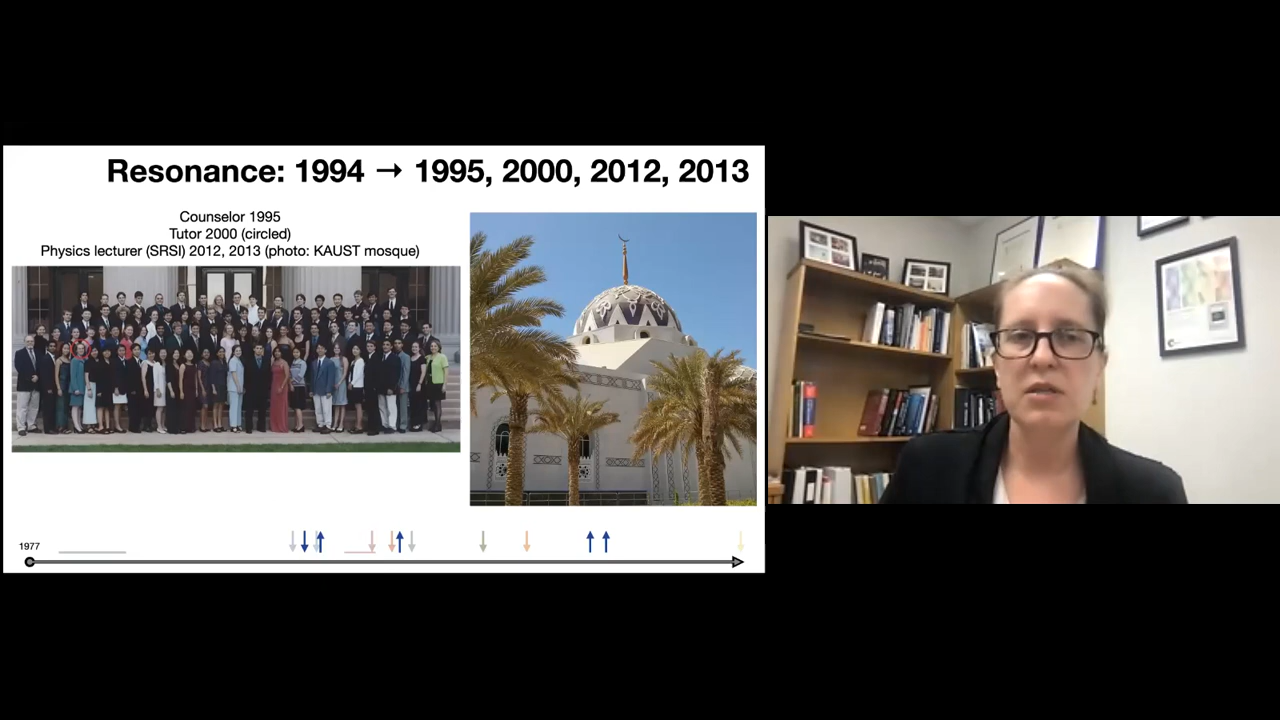 Resonance: 1994 → 1995, 2000, 2012, 2013
Counselor 1995
Tutor 2000 (circled)
Physics lecturer (SRSI) 2012, 2013 (photo: KAUST mosque)
1977